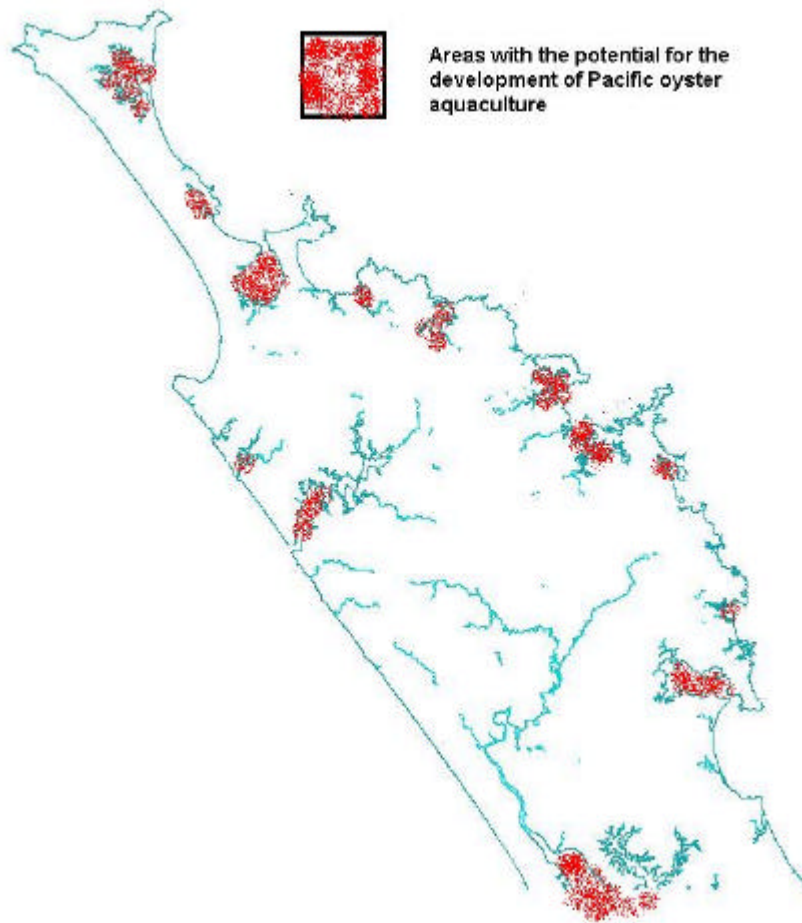 Areas with the potential for the
development of Pacific oyster
aquaculture